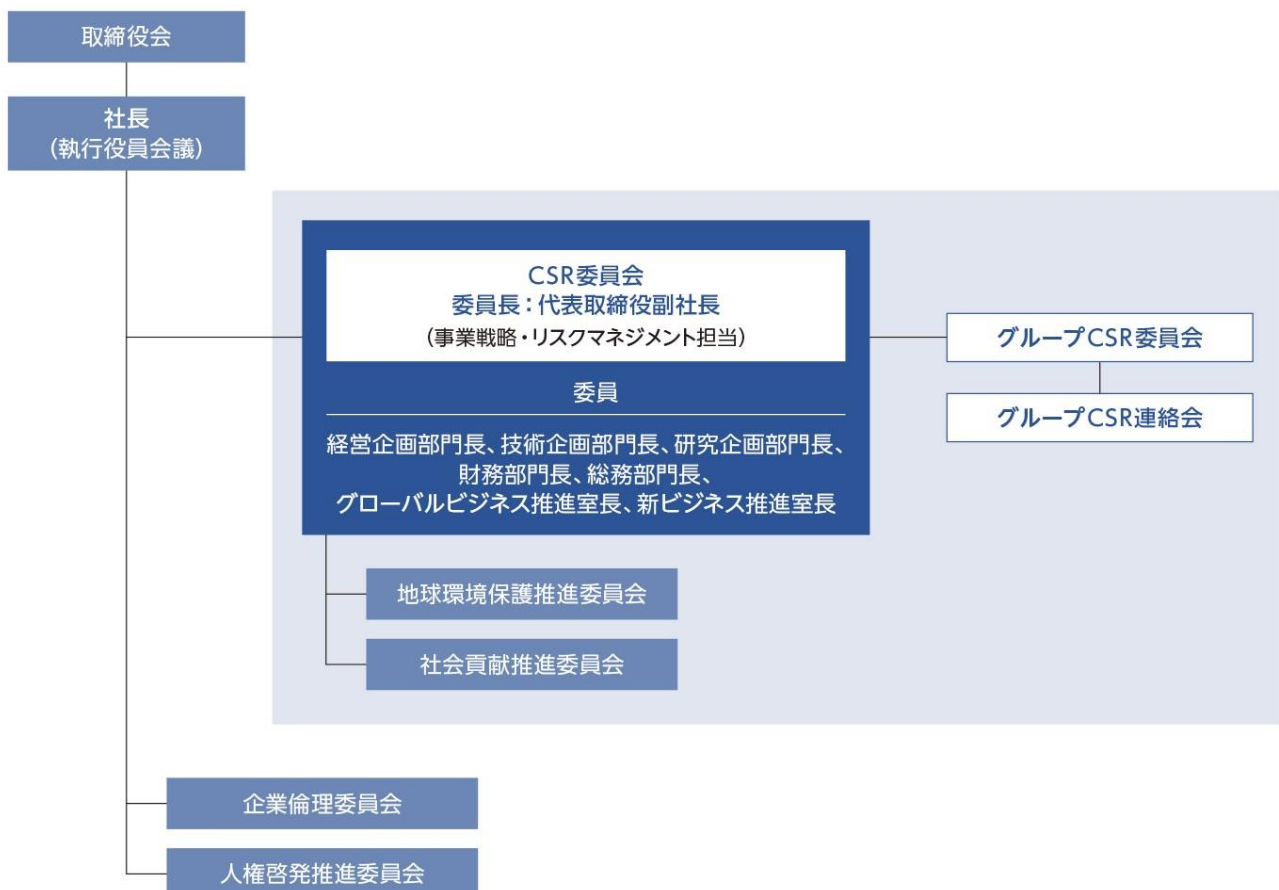 取締役会
社長
(執行役員会議)
CSR委員会
委員長：代表取締役副社長
(事業戦略・リスクマネジメント担当)
委員
経営企画部門長、技術企画部門長、研究企画部門長、
財務部門長、総務部門長、
グローバルビジネス推進室長、新ビジネス推進室長
グループCSR委員会
グループCSR連絡会
地球環境保護推進委員会
社会貢献推進委員会
企業倫理委員会
人権啓発推進委員会